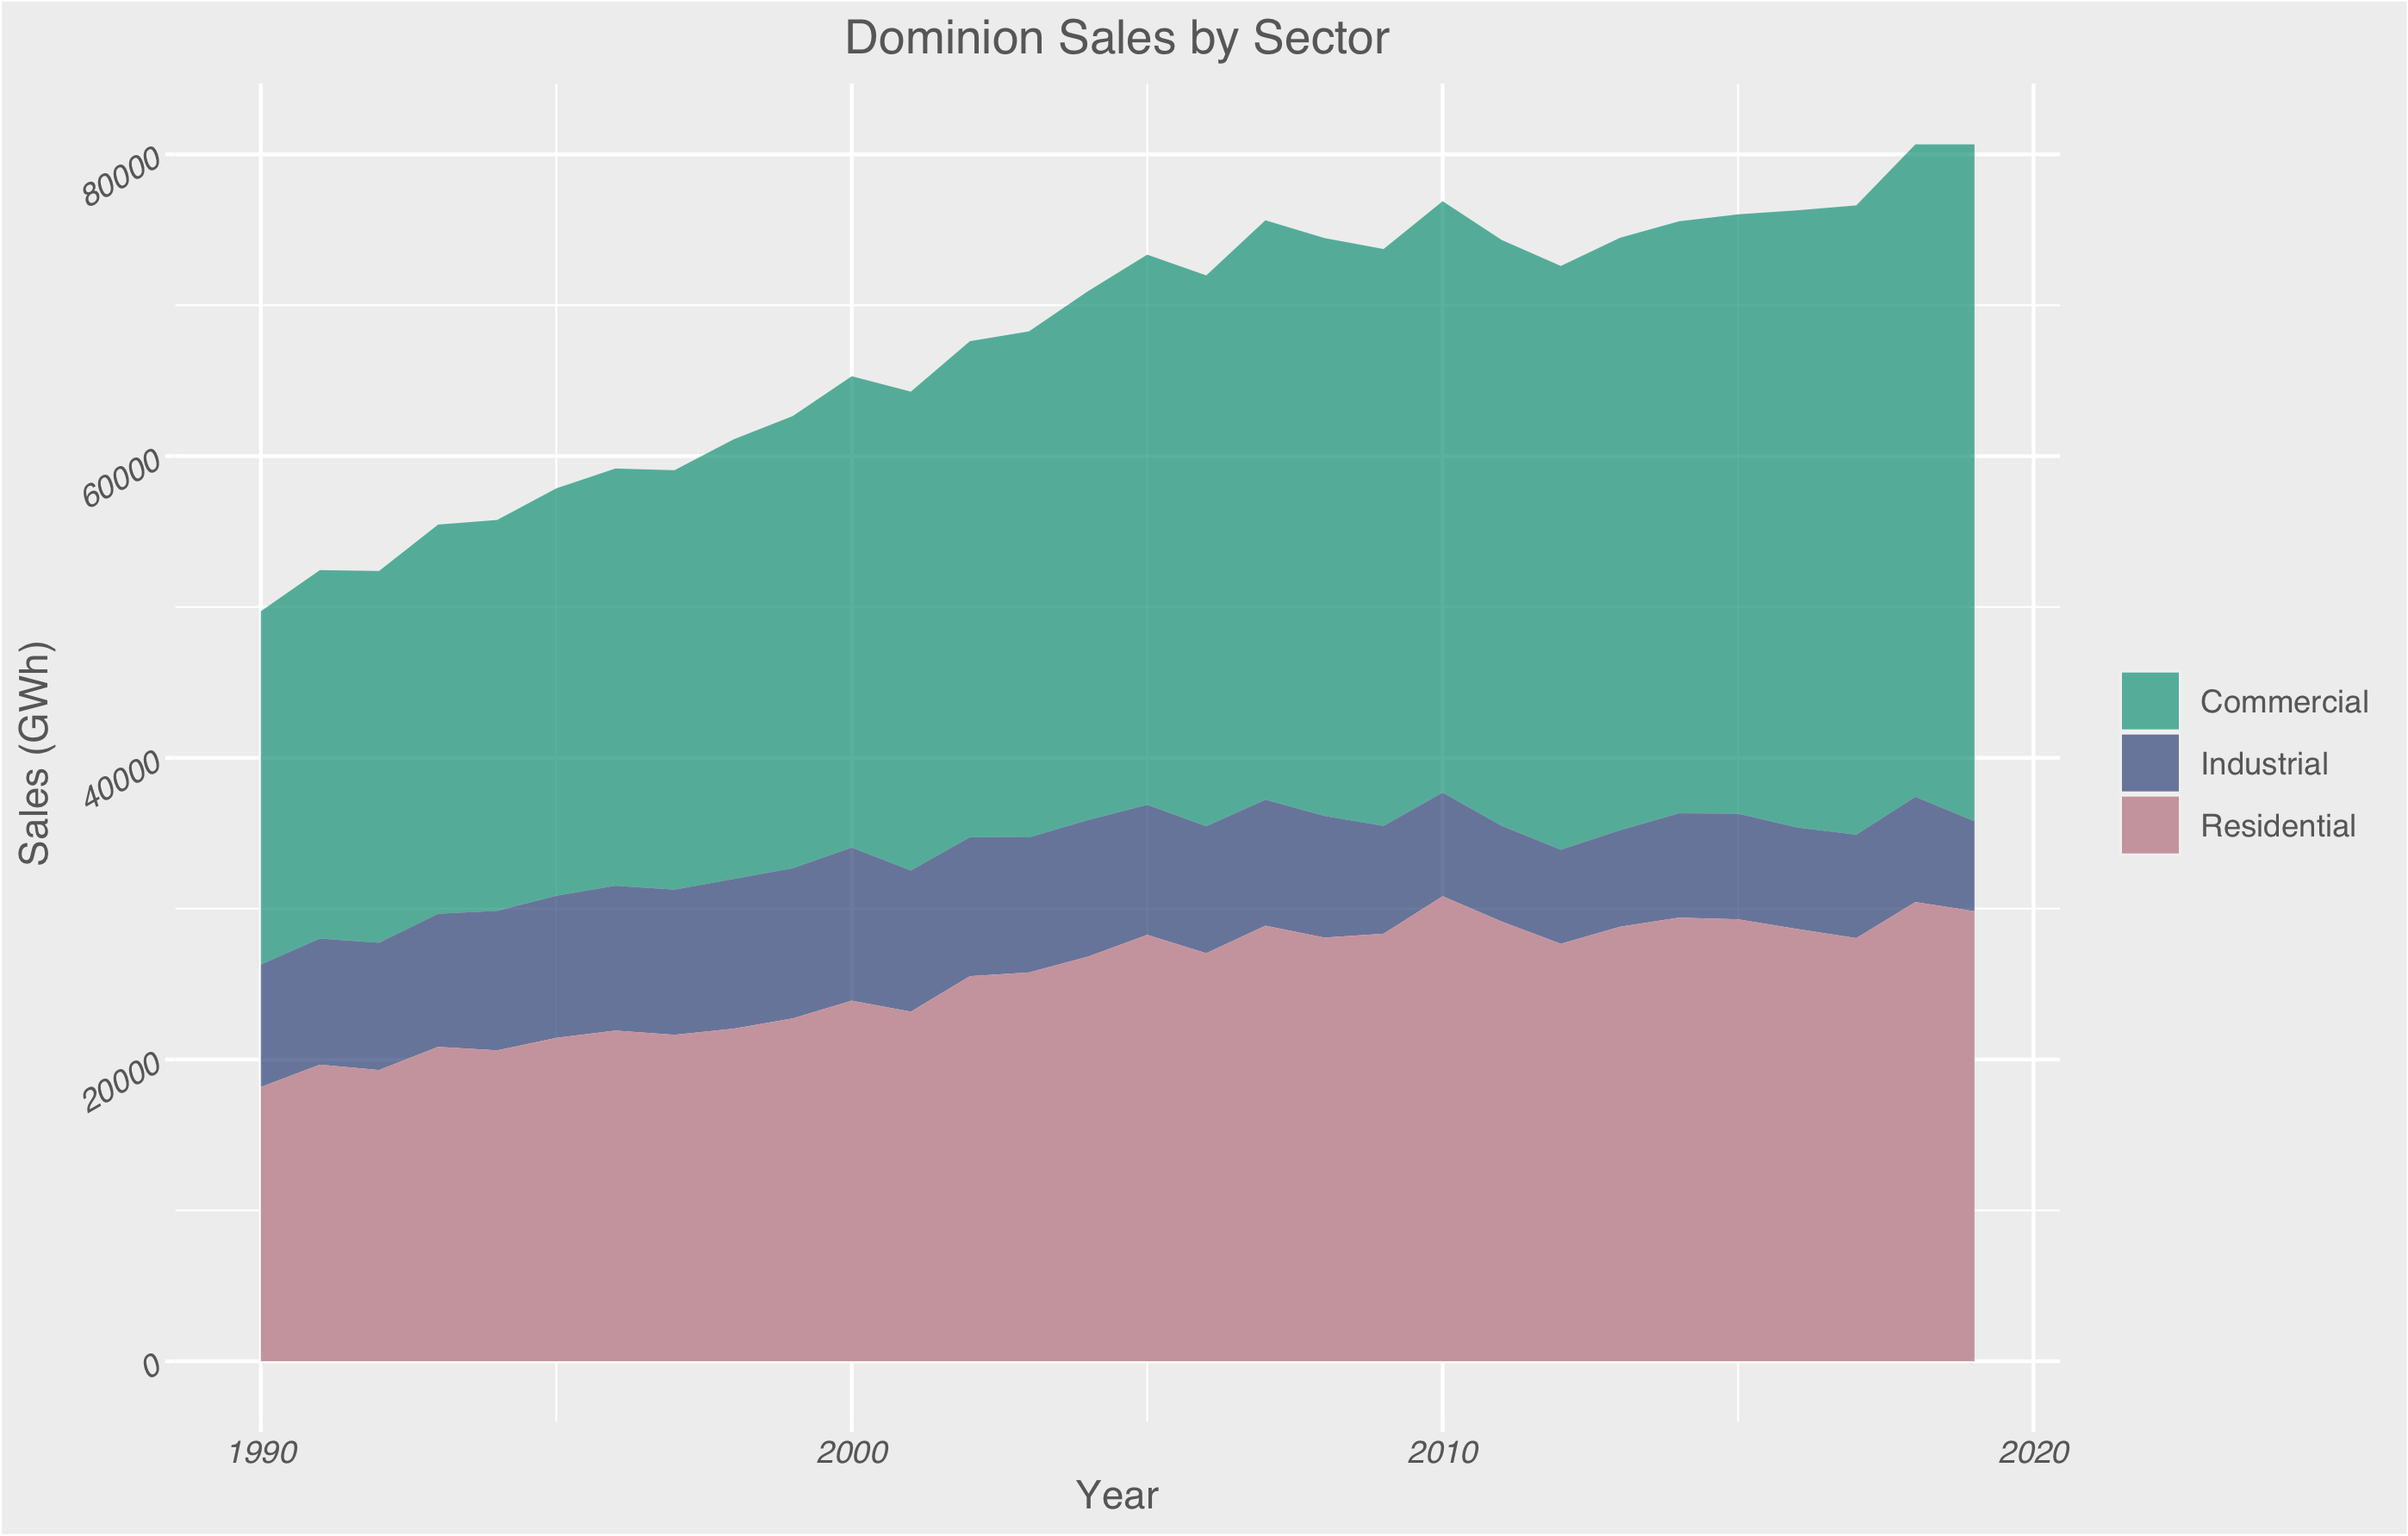 Dominion Sales by Sector
Sales (GWh)
80000
60000
40000
20000
0
1990
2000
2010
2020
Year
Commercial
Industrial
Residential